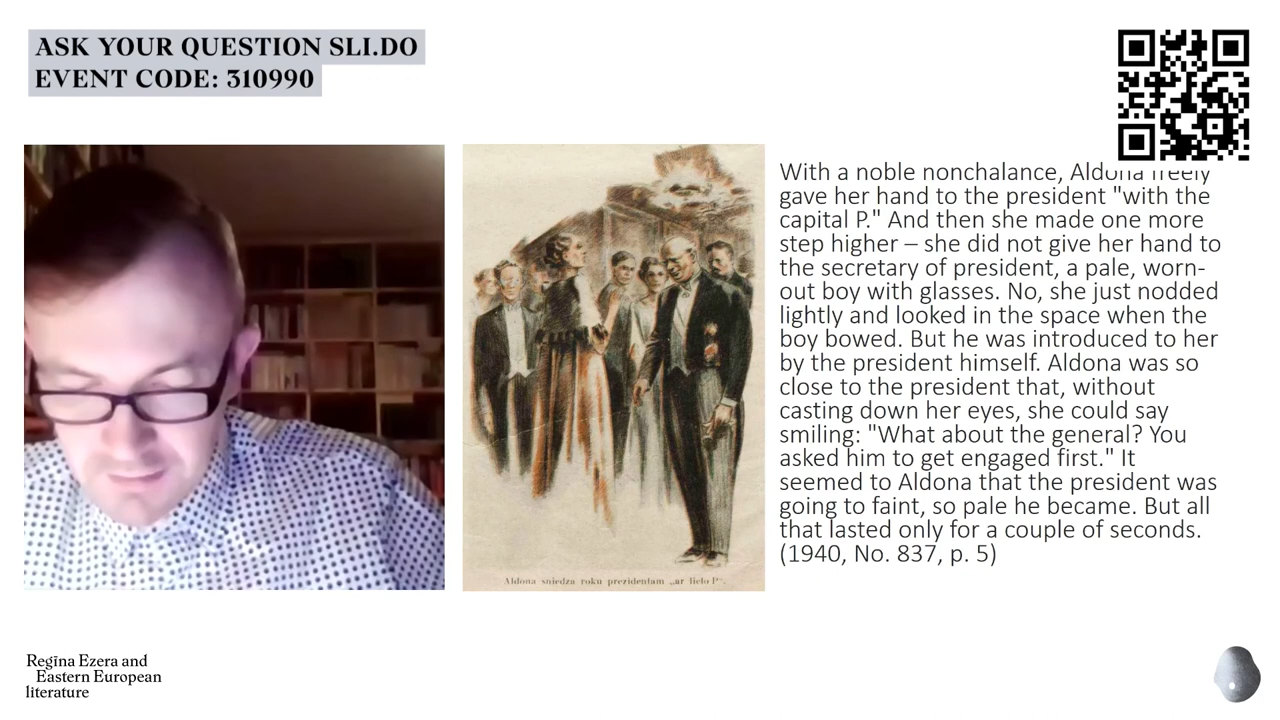 ASK YOUR QUESTION SLI.DO
EVENT CODE: 310990
With a noble nonchalance, Aldona freely
gave her hand to the president "with the
capital P." And then she made one more
step higher – she did not give her hand to
the secretary of president, a pale, worn-
out boy with glasses. No, she just nodded
lightly and looked in the space when the
boy bowed. But he was introduced to her
by the president himself. Aldona was so
close to the president that, without
casting down her eyes, she could say
smiling: "What about the general? You
asked him to get engaged first." It
seemed to Aldona that the president was
going to faint, so pale he became. But all
that lasted only for a couple of seconds.
(1940, No. 837, p. 5)
Aldona sniedza roku prezidentam „ar lielo P".
Regīna Ezera and
Eastern European
literature